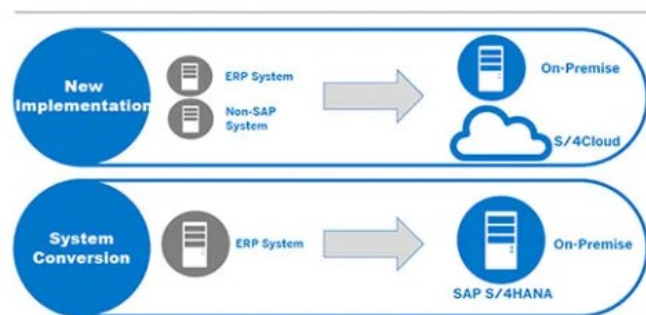 New
Implementation
ERP System
Non-SAP
System
On-Premise
S/4Cloud
System
Conversion
ERP System
On-Premise
SAP S/4HANA